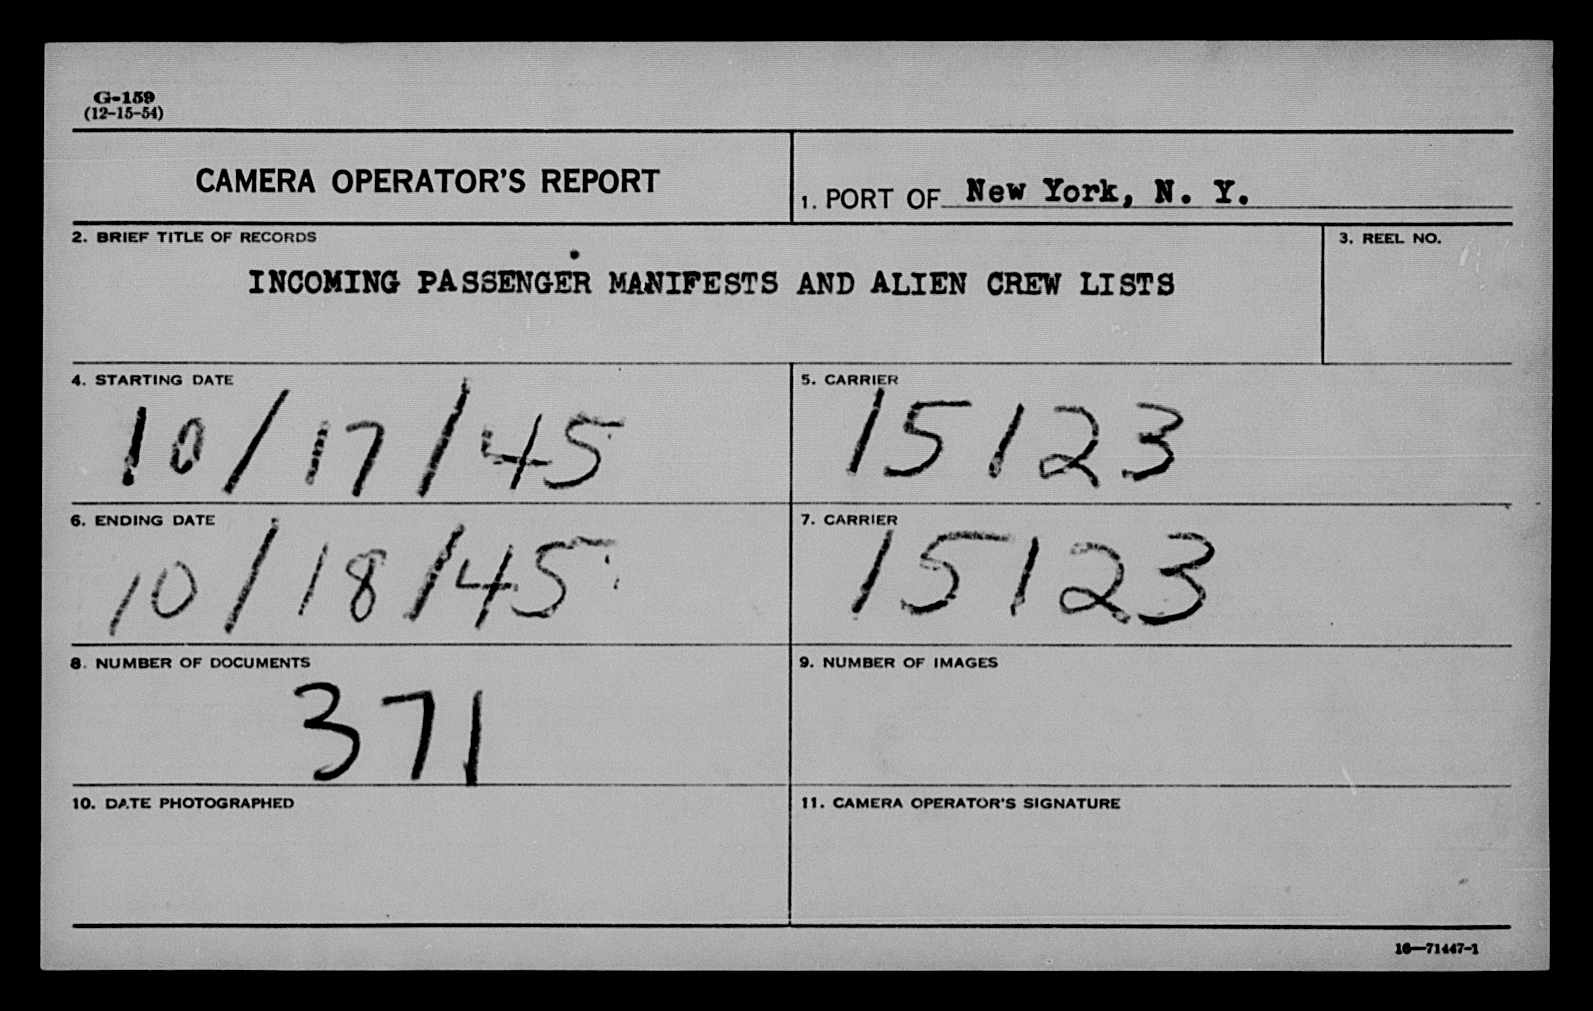 G-159
(12-15-54)
CAMERA OPERATOR'S REPORT
1. PORT OF New York, N. Y.
2. BRIEF TITLE OF RECORDS
INCOMING PASSENGER MANIFESTS AND ALIEN CREW LISTS
3. REEL NO.
4. STARTING DATE
10/17/45
5. CARRIER
15123
6. ENDING DATE
10/18/45
7. CARRIER
15123
8. NUMBER OF DOCUMENTS
371
9. NUMBER OF IMAGES
10. DATE PHOTOGRAPHED
11. CAMERA OPERATOR'S SIGNATURE
16—71447-1